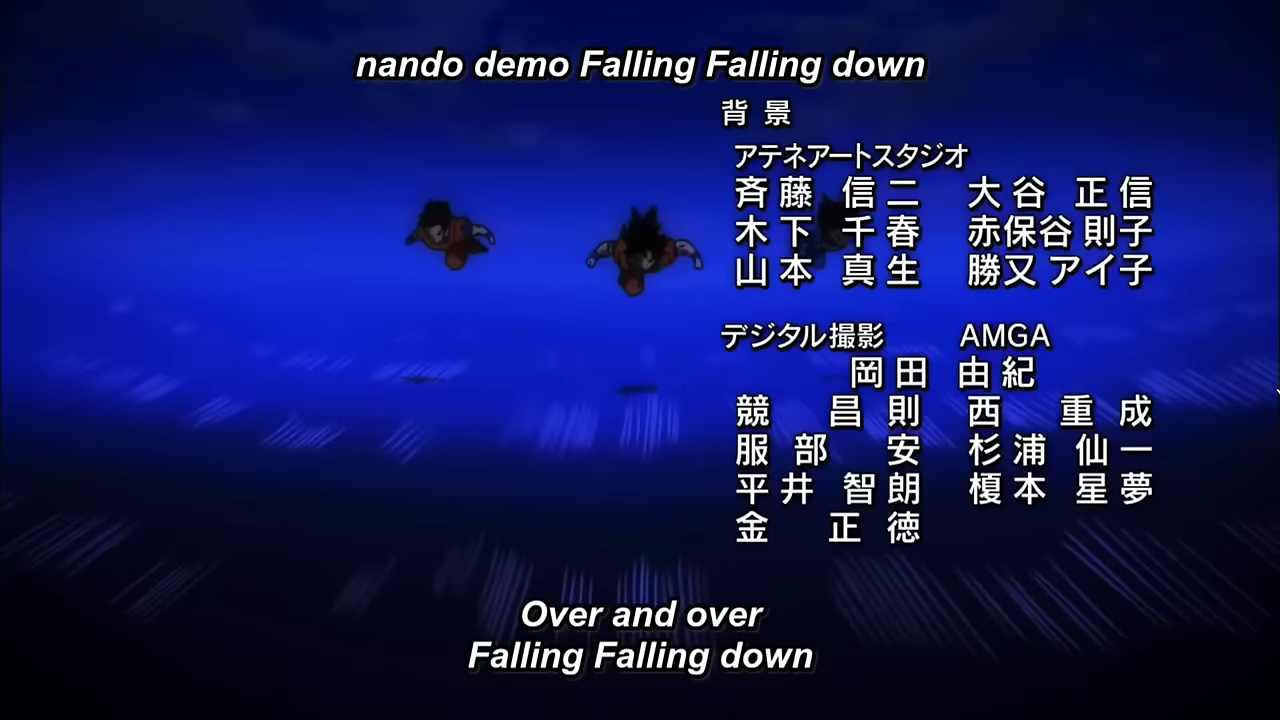 nando demo Falling Falling down
背景
アテネアートスタジオ
斉藤 信二 大谷 正信
木下 千春 赤保谷 則子
山本 真生 勝又 アイ子
デジタル撮影 AMGA
岡田 由紀
競 昌則 西 重成
服部 安 杉浦 仙一
平井 智朗 榎本 星夢
金 正徳
Over and over
Falling Falling down